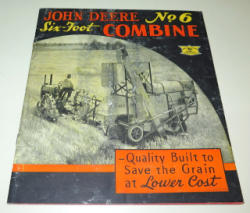 JOHN DEERE No 6
Six-Foot COMBINE
-Quality Built to
Save the Grain
at Lower Cost